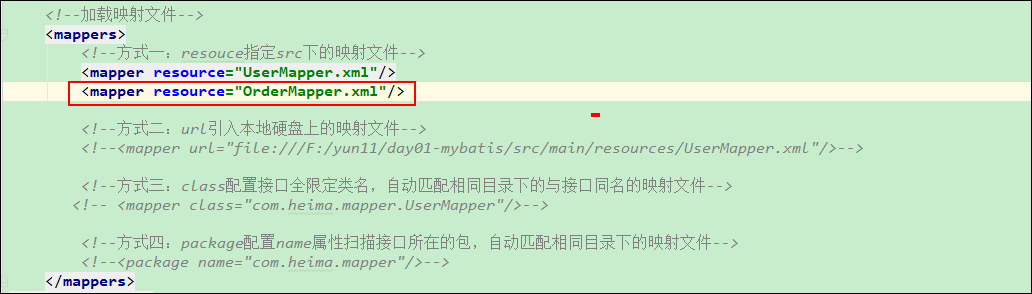 <!--加载映射文件-->
<mappers>
<!--方式一：resouce指定src下的映射文件-->
<mapper resource="UserMapper.xml"/>
<mapper resource="OrderMapper.xml"/>
<!--方式二：url引入本地硬盘上的映射文件-->
<!--<mapper url="file:///F:/yun11/day01-mybatis/src/main/resources/UserMapper.xml"/>-->
<!--方式三：class配置接口全限定类名，自动匹配相同目录下的与接口同名的映射文件-->
<!-- <mapper class="com.heima.mapper.UserMapper"/>-->
<!--方式四：package配置name属性扫描接口所在的包，自动匹配相同目录下的映射文件-->
<!--<package name="com.heima.mapper"/>-->
</mappers>